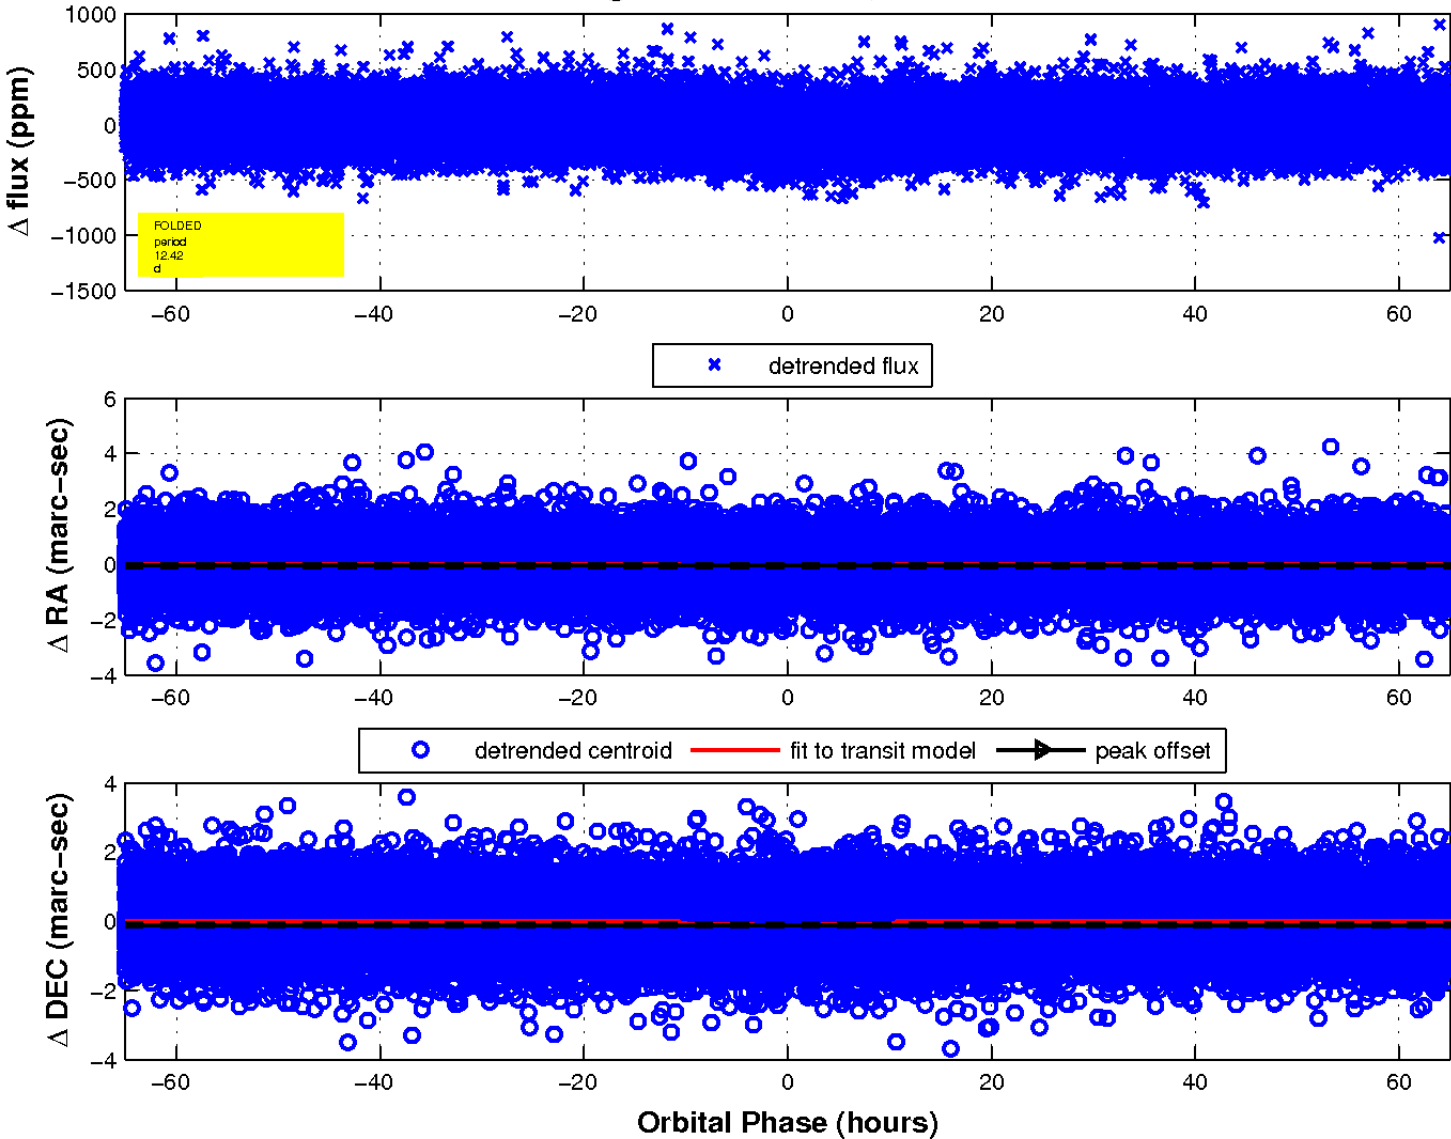 1000
500
0
−500
−1000
−1500
Δ flux (ppm)
FOLDED
period
12.42
d
−60 −40 −20 0 20 40 60
detrended flux
6
4
2
0
−2
−4
Δ RA (marc−sec)
−60 −40 −20 0 20 40 60
detrended centroid fit to transit model peak offset
4
2
0
−2
−4
Δ DEC (marc−sec)
−60 −40 −20 0 20 40 60
Orbital Phase (hours)